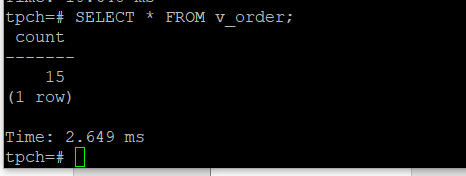 tpch=# SELECT * FROM v_order;
count
-------
15
(1 row)
Time: 2.649 ms
tpch=#